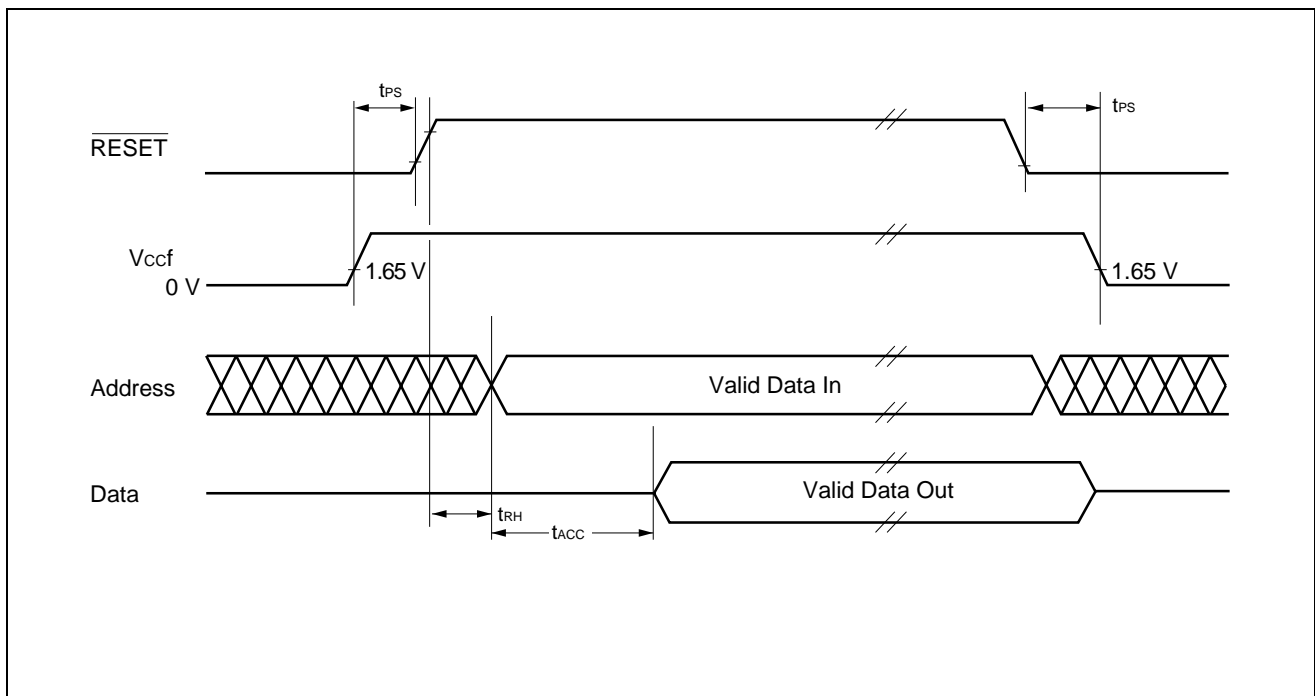 tPS
tPS
RESET
VCCf
0 V
1.65 V
1.65 V
Address
Valid Data In
Data
Valid Data Out
tRH
tACC